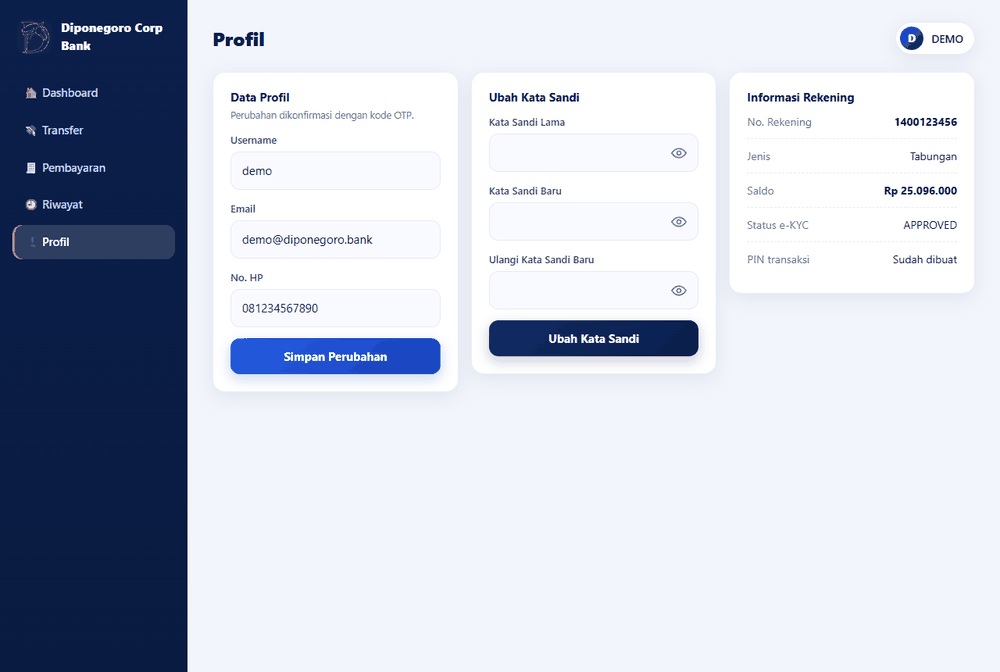 Diponegoro Corp
Bank
Dashboard
Transfer
Pembayaran
Riwayat
Profil
Profil
D DEMO
Data Profil
Perubahan dikonfirmasi dengan kode OTP.
Username
demo
Email
demo@diponegoro.bank
No. HP
081234567890
Simpan Perubahan
Ubah Kata Sandi
Kata Sandi Lama
Kata Sandi Baru
Ulangi Kata Sandi Baru
Ubah Kata Sandi
Informasi Rekening
No. Rekening 1400123456
Jenis Tabungan
Saldo Rp 25.096.000
Status e-KYC APPROVED
PIN transaksi Sudah dibuat